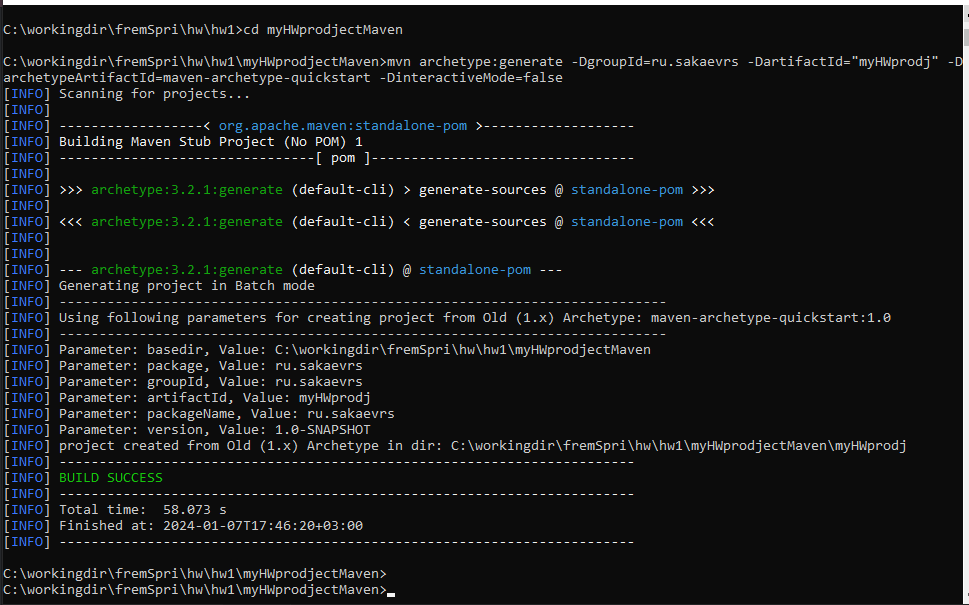 C:\workingdir\fremSpri\hw\hw1>cd myHWprodjectMaven
C:\workingdir\fremSpri\hw\hw1\myHWprodjectMaven>mvn archetype:generate -DgroupId=ru.sakaevrs -DartifactId="myHWprodj" -D
archetypeArtifactId=maven-archetype-quickstart -DinteractiveMode=false
[INFO] Scanning for projects...
[INFO]
[INFO] ------------------< org.apache.maven:standalone-pom >-------------------
[INFO] Building Maven Stub Project (No POM) 1
[INFO] --------------------------------[ pom ]---------------------------------
[INFO]
[INFO] >>> archetype:3.2.1:generate (default-cli) > generate-sources @ standalone-pom >>>
[INFO]
[INFO] <<< archetype:3.2.1:generate (default-cli) < generate-sources @ standalone-pom <<<
[INFO]
[INFO]
[INFO] --- archetype:3.2.1:generate (default-cli) @ standalone-pom ---
[INFO] Generating project in Batch mode
[INFO] ----------------------------------------------------------------------------
[INFO] Using following parameters for creating project from Old (1.x) Archetype: maven-archetype-quickstart:1.0
[INFO] ----------------------------------------------------------------------------
[INFO] Parameter: basedir, Value: C:\workingdir\fremSpri\hw\hw1\myHWprodjectMaven
[INFO] Parameter: package, Value: ru.sakaevrs
[INFO] Parameter: groupId, Value: ru.sakaevrs
[INFO] Parameter: artifactId, Value: myHWprodj
[INFO] Parameter: packageName, Value: ru.sakaevrs
[INFO] Parameter: version, Value: 1.0-SNAPSHOT
[INFO] project created from Old (1.x) Archetype in dir: C:\workingdir\fremSpri\hw\hw1\myHWprodjectMaven\myHWprodj
[INFO] ------------------------------------------------------------------------
[INFO] BUILD SUCCESS
[INFO] ------------------------------------------------------------------------
[INFO] Total time:  58.073 s
[INFO] Finished at: 2024-01-07T17:46:20+03:00
[INFO] ------------------------------------------------------------------------
C:\workingdir\fremSpri\hw\hw1\myHWprodjectMaven>
C:\workingdir\fremSpri\hw\hw1\myHWprodjectMaven>